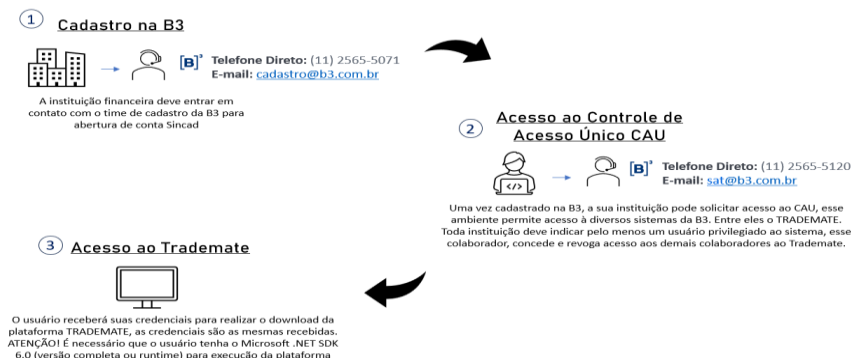 1 Cadastro na B3
[B]³ Telefone Direto: (11) 2565-5071
E-mail: cadastro@b3.com.br
A instituição financeira deve entrar em
contato com o time de cadastro da B3 para
abertura de conta Sincad
2 Acesso ao Controle de
Acesso Único CAU
</> [B]³ Telefone Direto: (11) 2565-5120
E-mail: sat@b3.com.br
Uma vez cadastrado na B3, a sua instituição pode solicitar acesso ao CAU, esse
ambiente permite acesso à diversos sistemas da B3. Entre eles o TRADEMATE.
Toda instituição deve indicar pelo menos um usuário privilegiado ao sistema, esse
colaborador, concede e revoga acesso aos demais colaboradores ao Trademate.
3 Acesso ao Trademate
O usuário receberá suas credenciais para realizar o download da
plataforma TRADEMATE, as credenciais são as mesmas recebidas.
ATENÇÃO! É necessário que o usuário tenha o Microsoft .NET SDK
6.0 (versão completa ou runtime) para execução da plataforma